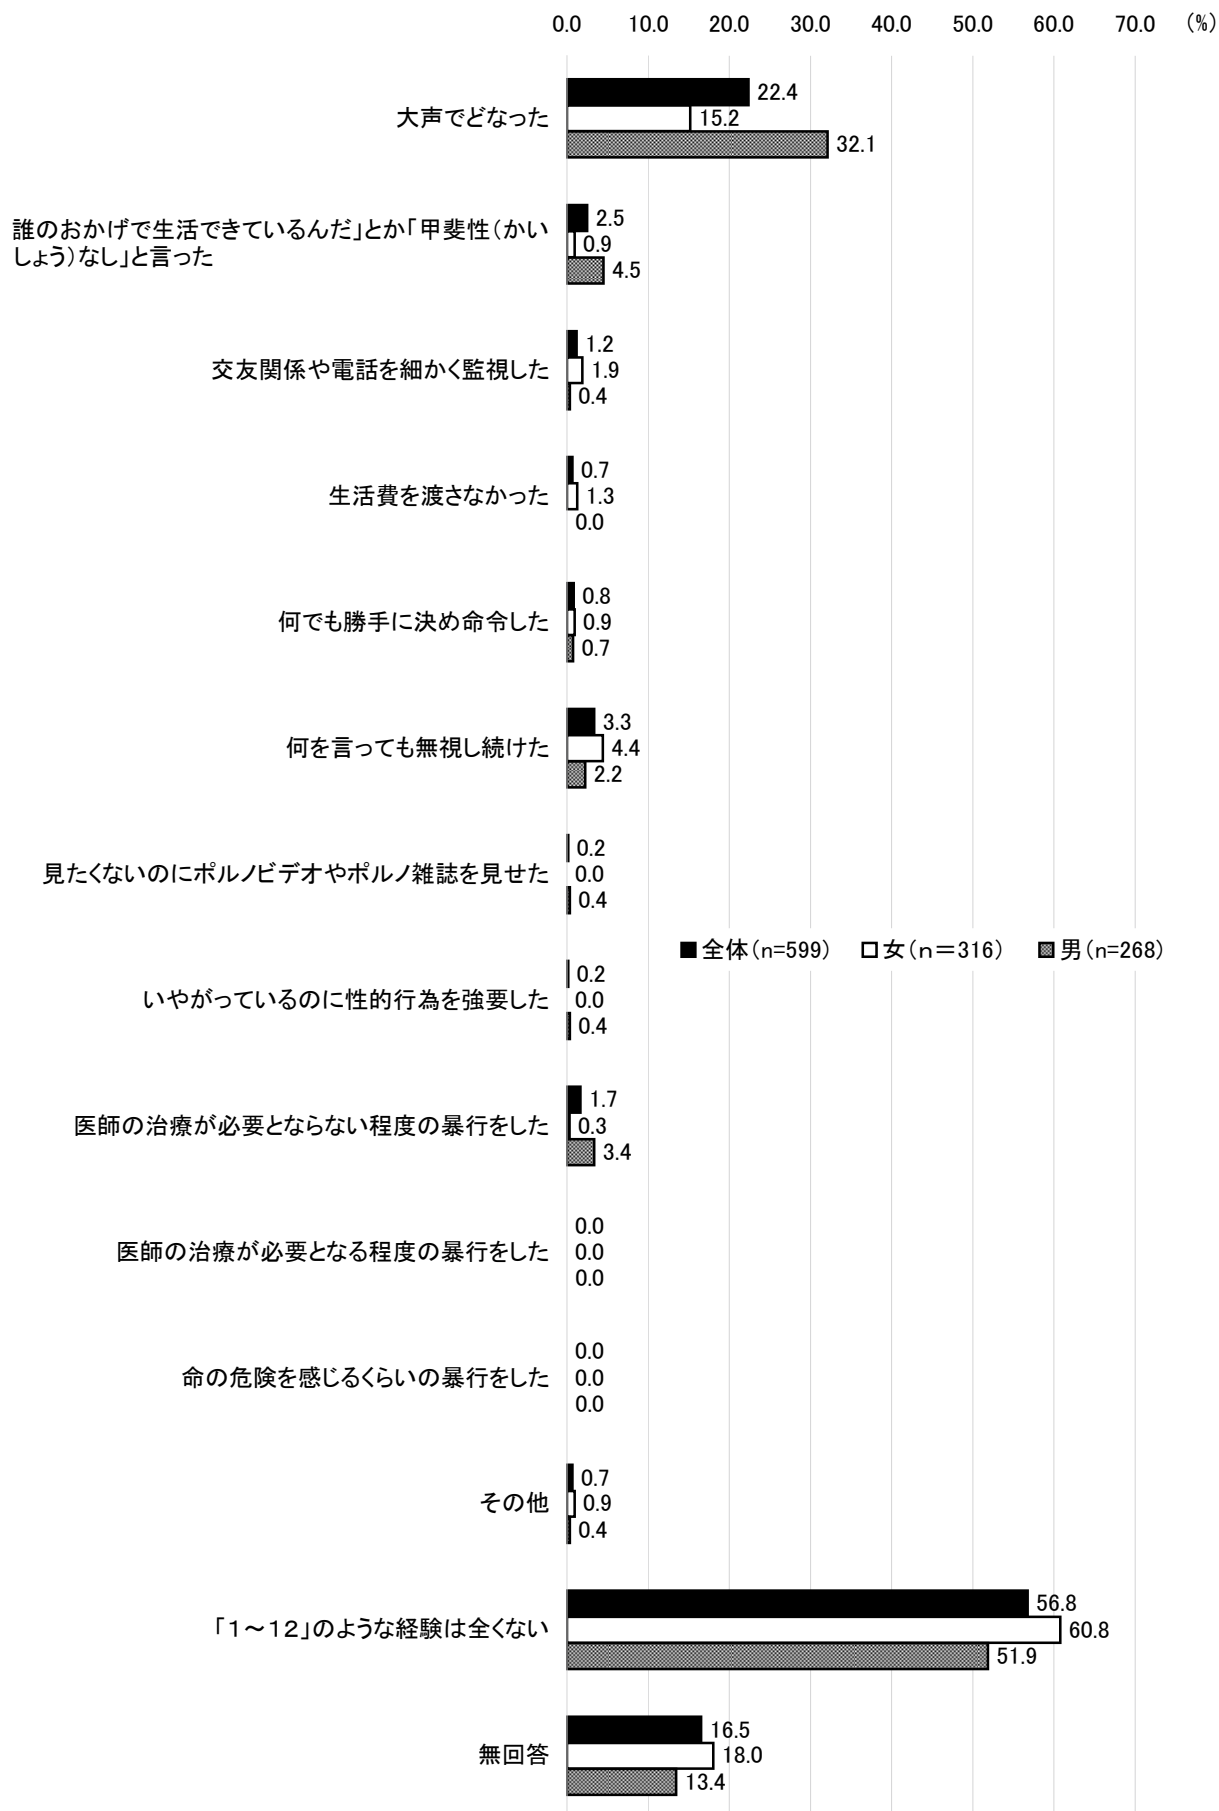 0.0 10.0 20.0 30.0 40.0 50.0 60.0 70.0 (%)
大声でどなった
22.4
15.2
32.1
誰のおかげで生活できているんだ」とか「甲斐性(かい
しょう)なし」と言った
2.5
0.9
4.5
交友関係や電話を細かく監視した
1.2
1.9
0.4
生活費を渡さなかった
0.7
1.3
0.0
何でも勝手に決め命令した
0.8
0.9
0.7
何を言っても無視し続けた
3.3
4.4
2.2
見たくないのにポルノビデオやポルノ雑誌を見せた
0.2
0.0
0.4
全体(n=599) 女(n=316) 男(n=268)
いやがっているのに性的行為を強要した
0.2
0.0
0.4
医師の治療が必要とならない程度の暴行をした
1.7
0.3
3.4
医師の治療が必要となる程度の暴行をした
0.0
0.0
0.0
命の危険を感じるくらいの暴行をした
0.0
0.0
0.0
その他
0.7
0.9
0.4
「1~12」のような経験は全くない
56.8
60.8
51.9
無回答
16.5
18.0
13.4